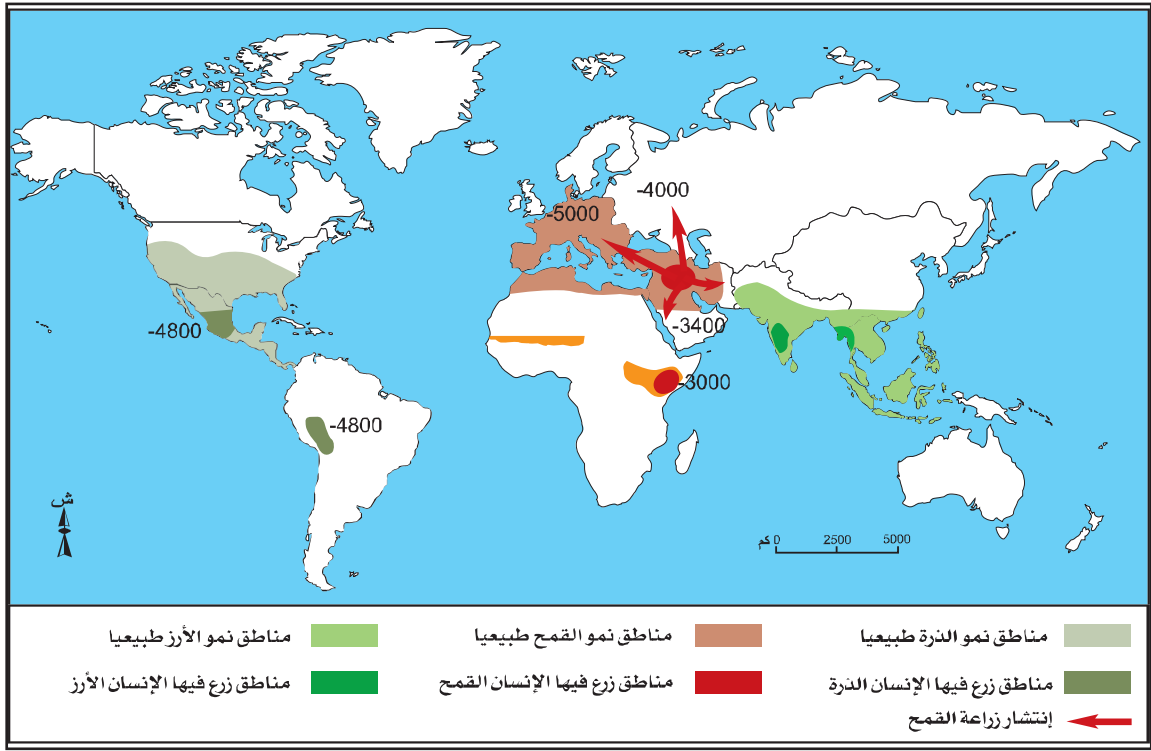 -4000
-5000
-4800
-3400
-3000
-4800
ش
كم 0 2500 5000
مناطق نمو الذرة طبيعيا
مناطق نمو القمح طبيعيا
مناطق نمو الأرز طبيعيا
مناطق زرع فيها الإنسان الذرة
مناطق زرع فيها الإنسان القمح
مناطق زرع فيها الإنسان الأرز
إنتشار زراعة القمح